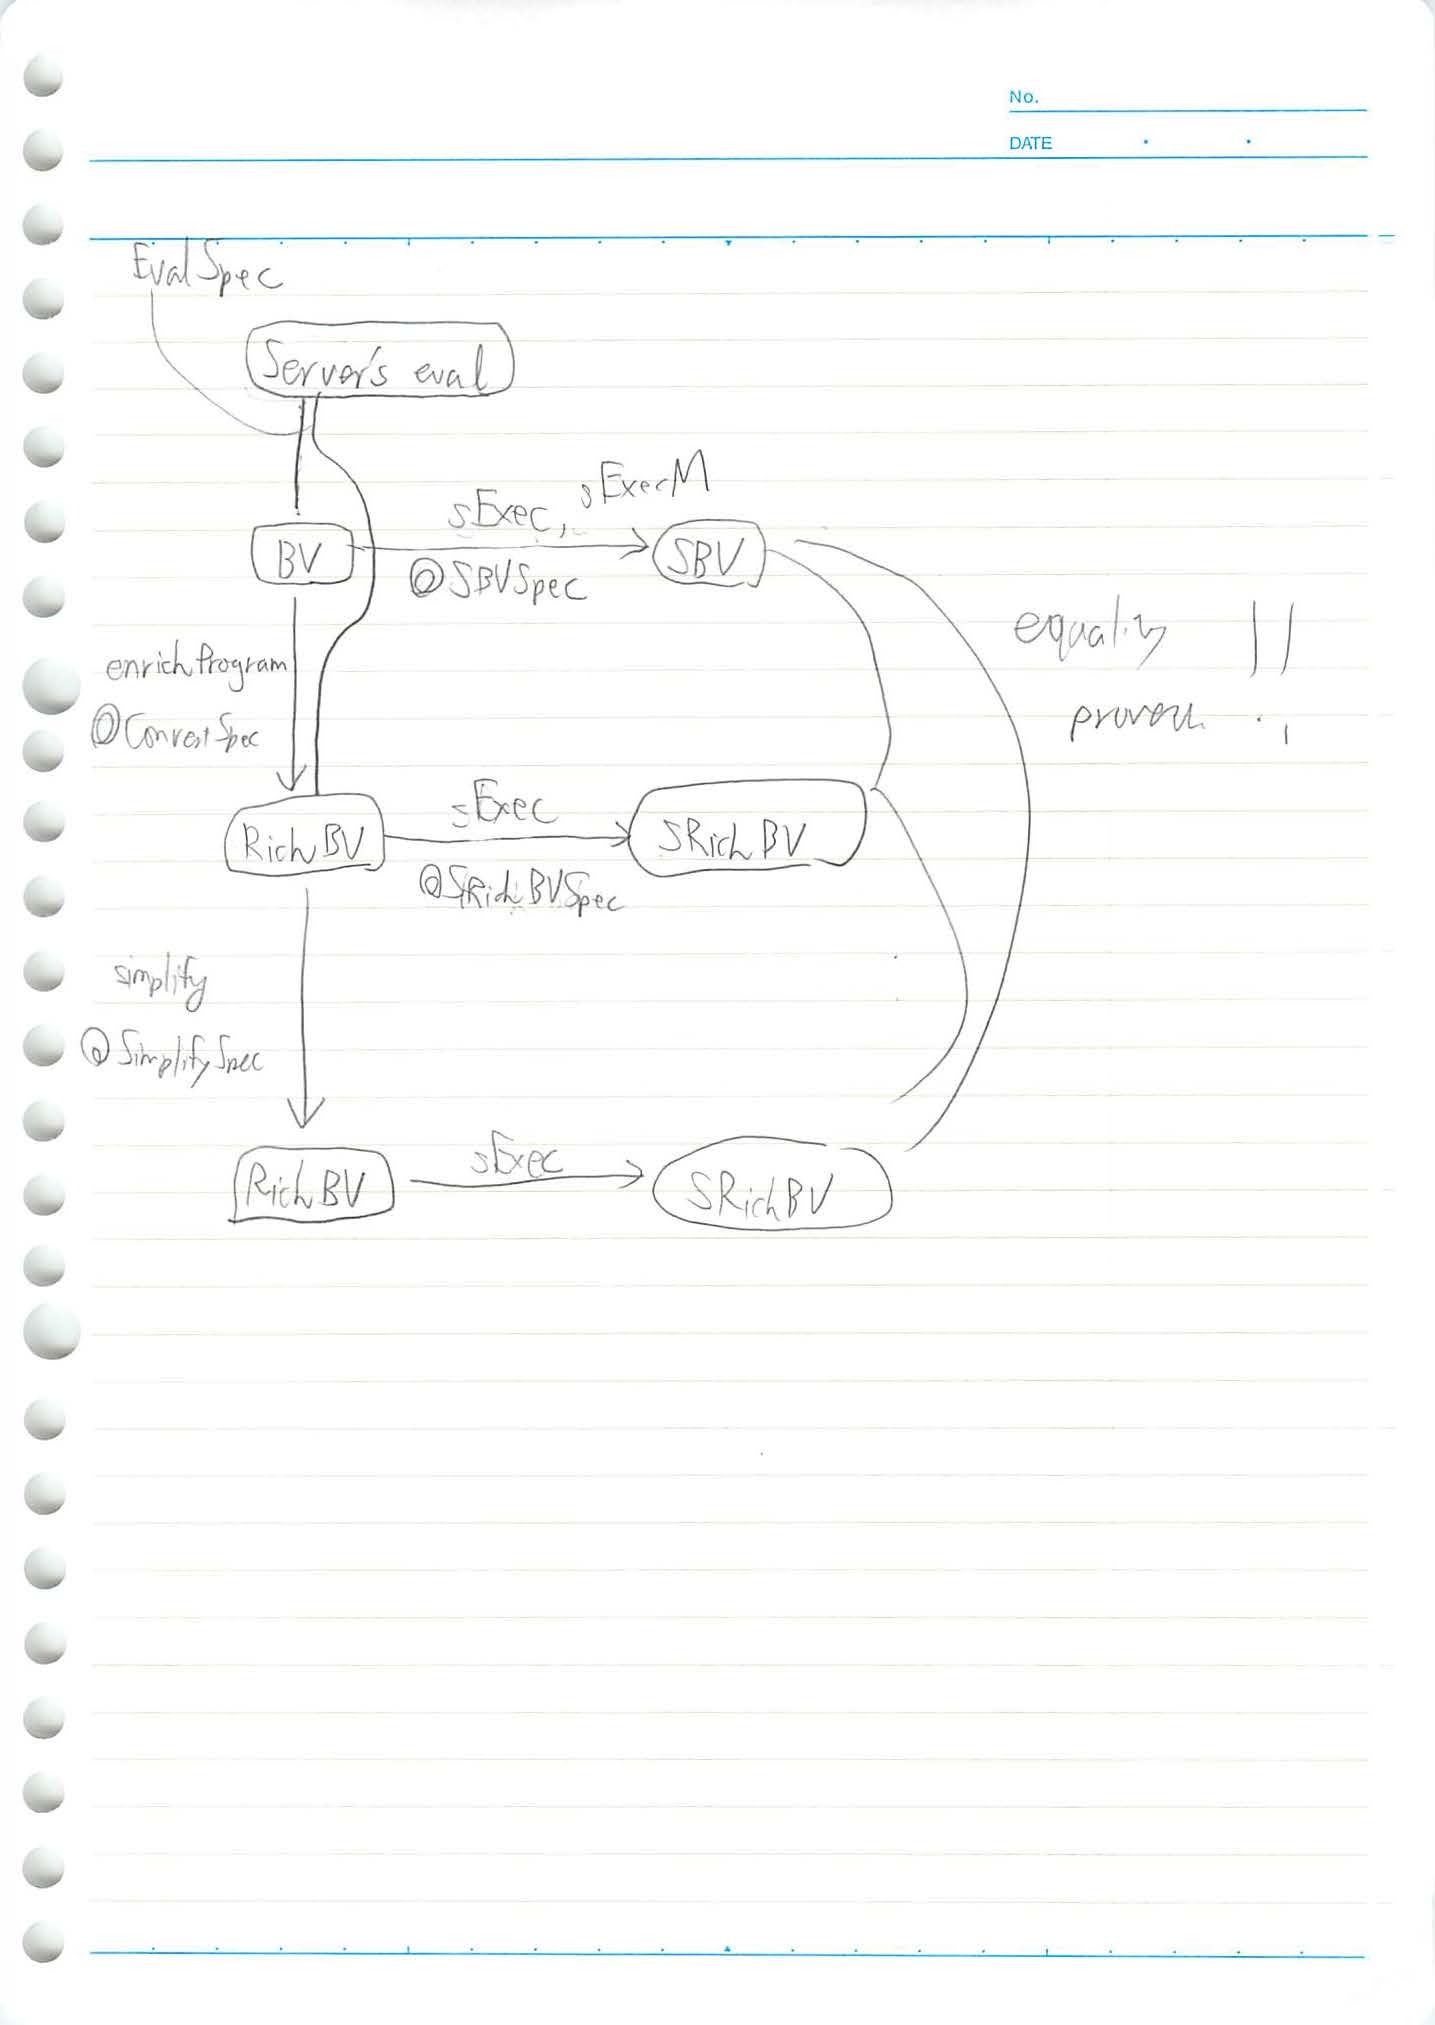 No.
DATE
EvalSpec
Server's eval
sExec, sExecM
BV
SBV
@SBVSpec
equality !!
proven
enrichProgram
@ConvertSpec
sExec
RichBV
SRichBV
@SRichBVSpec
simplify
@SimplifySpec
sExec
RichBV
SRichBV